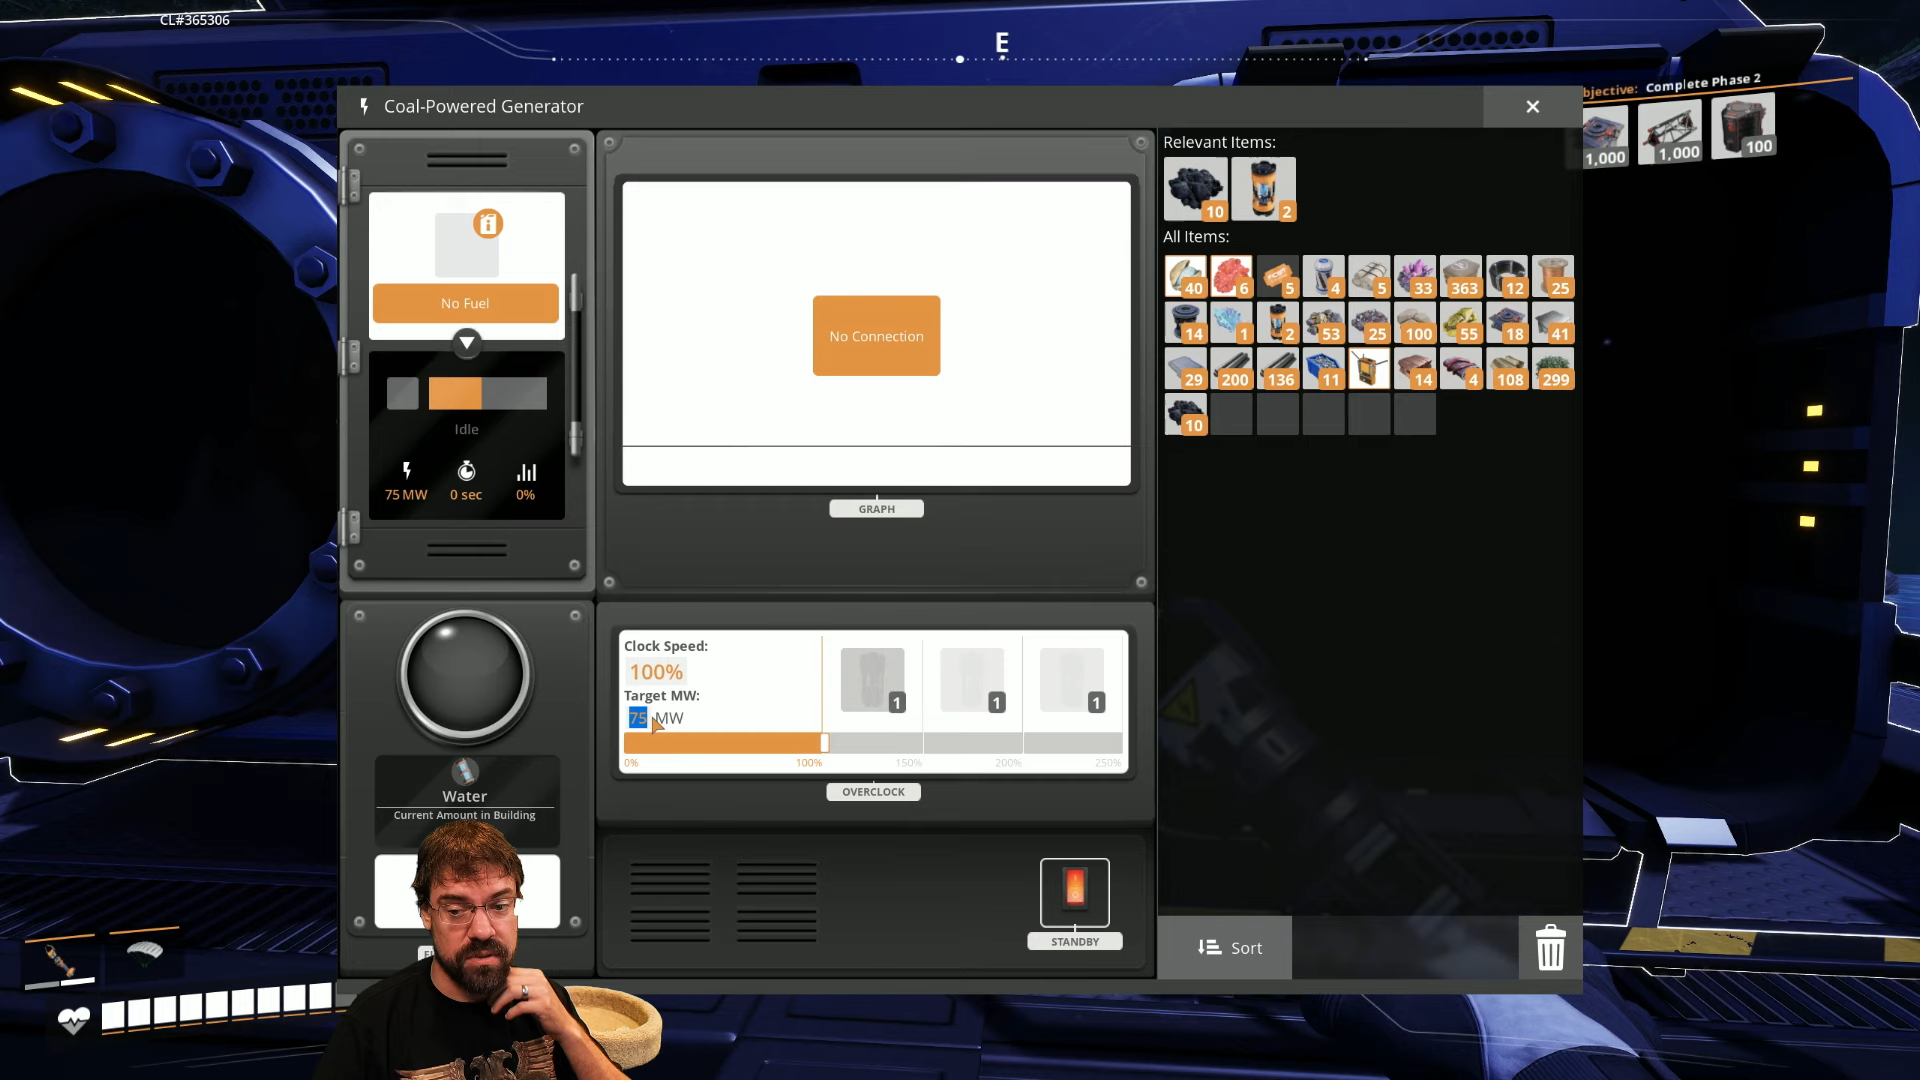 CL#365306
E
bjective: Complete Phase 2
1,000
1,000
100
Coal-Powered Generator
Relevant Items:
10
2
All Items:
40
6
5
4
5
33
363
12
25
14
1
2
53
25
100
55
18
41
29
200
136
11
14
4
108
299
10
No Fuel
Idle
75 MW
0 sec
0%
No Connection
GRAPH
Clock Speed:
100%
Target MW:
75 MW
1
1
1
0%
100%
150%
200%
250%
OVERCLOCK
Water
Current Amount in Building
STANDBY
Sort